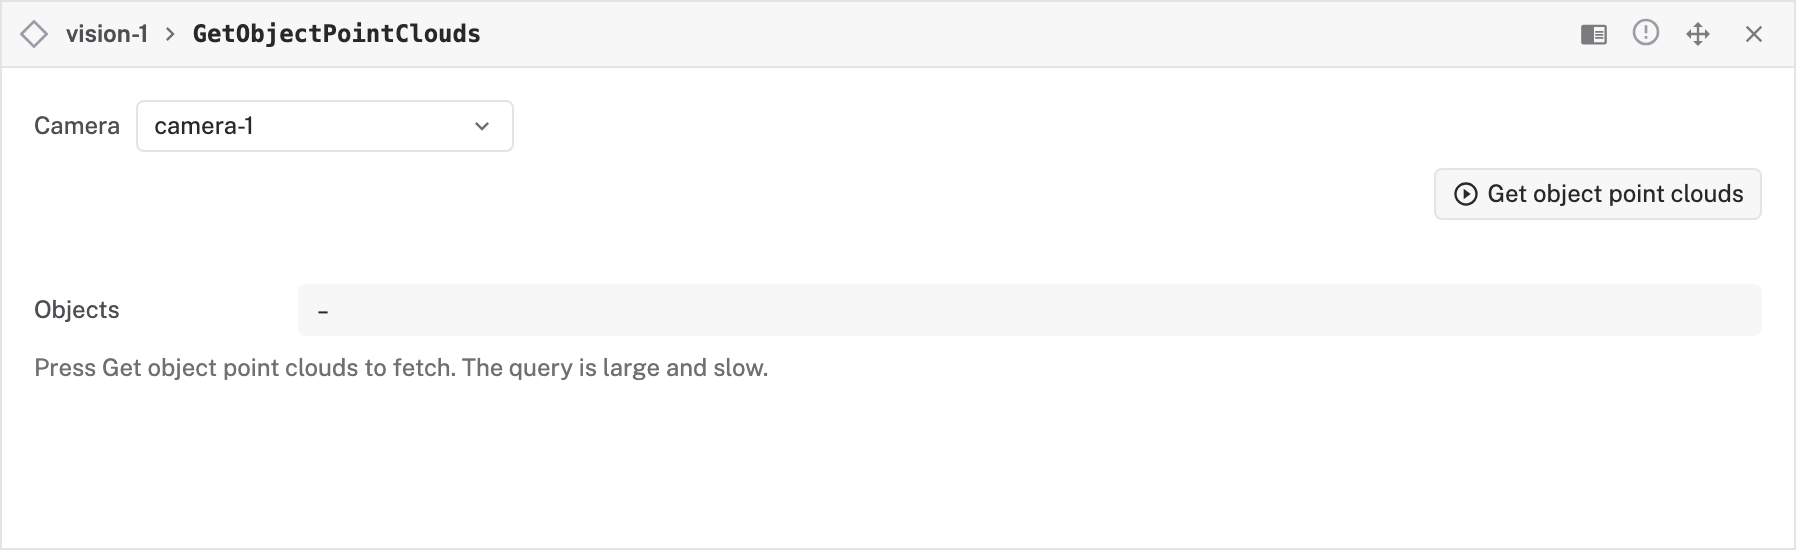 vision-1 > GetObjectPointClouds
Camera camera-1
Get object point clouds
Objects -
Press Get object point clouds to fetch. The query is large and slow.